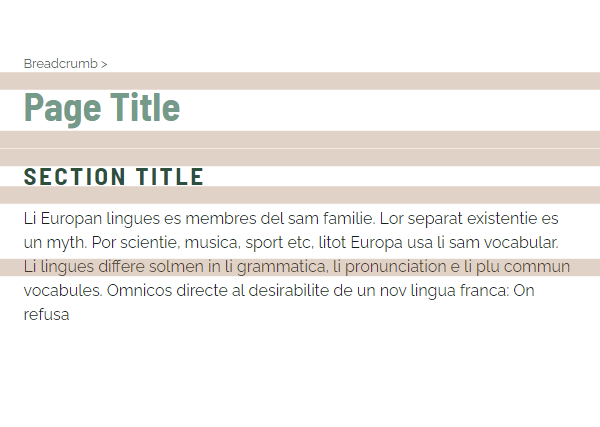 Breadcrumb >
Page Title
SECTION TITLE
Li Europan lingues es membres del sam familie. Lor separat existentie es
un myth. Por scientie, musica, sport etc, litot Europa usa li sam vocabular.
Li lingues differe solmen in li grammatica, li pronunciation e li plu commun
vocabules. Omnicos directe al desirabilite de un nov lingua franca: On
refusa